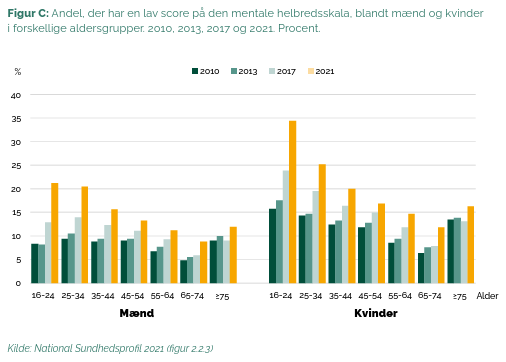 Figur C: Andel, der har en lav score på den mentale helbredsskala, blandt mænd og kvinder
i forskellige aldersgrupper. 2010, 2013, 2017 og 2021. Procent.
% 2010 2013 2017 2021
40
35
30
25
20
15
10
5
0
16-24 25-34 35-44 45-54 55-64 65-74 ≥75 16-24 25-34 35-44 45-54 55-64 65-74 ≥75 Alder
Mænd Kvinder
Kilde: National Sundhedsprofil 2021 (figur 2.2.3)